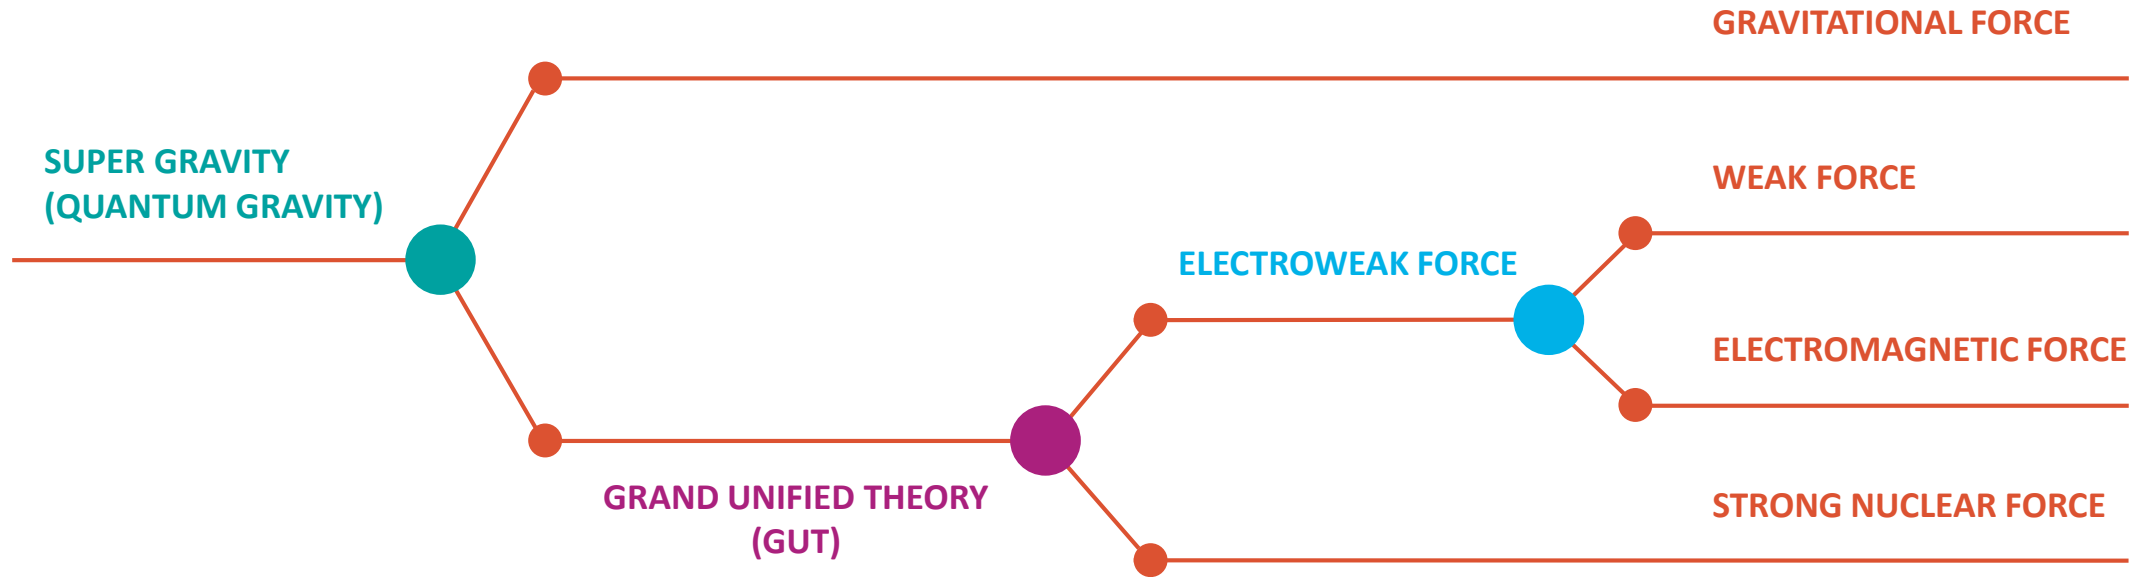 GRAVITATIONAL FORCE
SUPER GRAVITY
(QUANTUM GRAVITY)
WEAK FORCE
ELECTROWEAK FORCE
ELECTROMAGNETIC FORCE
GRAND UNIFIED THEORY
(GUT)
STRONG NUCLEAR FORCE